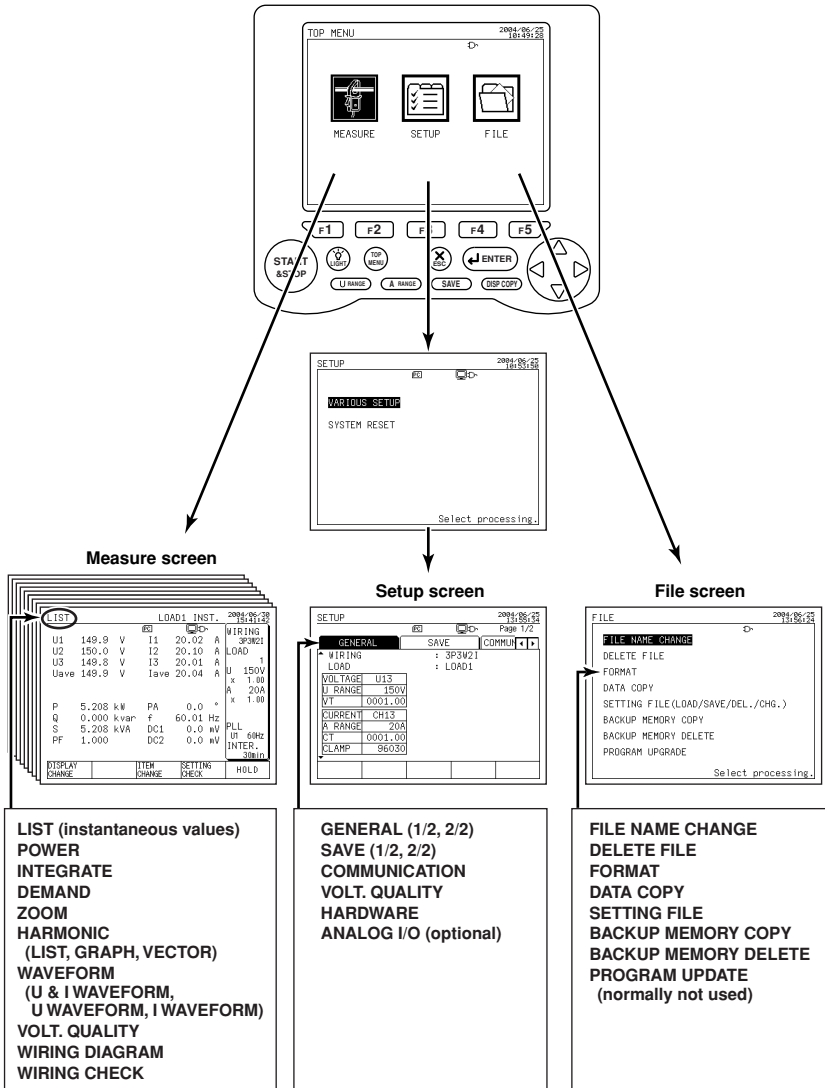 TOP MENU 2004/06/25
10:49:28
MEASURE SETUP FILE
F1 F2 F4 F5
START
&STOP
LIGHT
TOP
MENU
ESC
ENTER
U RANGE A RANGE SAVE DISP COPY
SETUP 2004/06/25
10:53:50
PC
VARIOUS SETUP
SYSTEM RESET
Select processing.
Measure screen
LIST LOAD1 INST. 2004/06/30
15:41:42
PC
U1 149.9 V I1 20.02 A
U2 150.0 V I2 20.10 A
U3 149.8 V I3 20.01 A
Uave 149.9 V Iave 20.04 A
P 5.208 kW PA 0.0 °
Q 0.000 kvar f 60.01 Hz
S 5.208 kVA DC1 0.0 mV
PF 1.000 DC2 0.0 mV
WIRING
3P3W2I
LOAD
1
U 150V
x 1.00
A 20A
x 1.00
PLL
U1 60Hz
INTER.
30min
DISPLAY
CHANGE
ITEM
CHANGE
SETTING
CHECK
HOLD
Setup screen
SETUP 2004/06/25
13:55:34
PC
Page 1/2
GENERAL SAVE COMMUN
WIRING : 3P3W2I
LOAD : LOAD1
VOLTAGE U13
U RANGE 150V
VT 0001.00
CURRENT CH13
A RANGE 20A
CT 0001.00
CLAMP 96030
File screen
FILE 2004/06/25
13:56:24
FILE NAME CHANGE
DELETE FILE
FORMAT
DATA COPY
SETTING FILE(LOAD/SAVE/DEL./CHG.)
BACKUP MEMORY COPY
BACKUP MEMORY DELETE
PROGRAM UPGRADE
Select processing.
LIST (instantaneous values)
POWER
INTEGRATE
DEMAND
ZOOM
HARMONIC
(LIST, GRAPH, VECTOR)
WAVEFORM
(U & I WAVEFORM,
U WAVEFORM, I WAVEFORM)
VOLT. QUALITY
WIRING DIAGRAM
WIRING CHECK
GENERAL (1/2, 2/2)
SAVE (1/2, 2/2)
COMMUNICATION
VOLT. QUALITY
HARDWARE
ANALOG I/O (optional)
FILE NAME CHANGE
DELETE FILE
FORMAT
DATA COPY
SETTING FILE
BACKUP MEMORY COPY
BACKUP MEMORY DELETE
PROGRAM UPDATE
(normally not used)